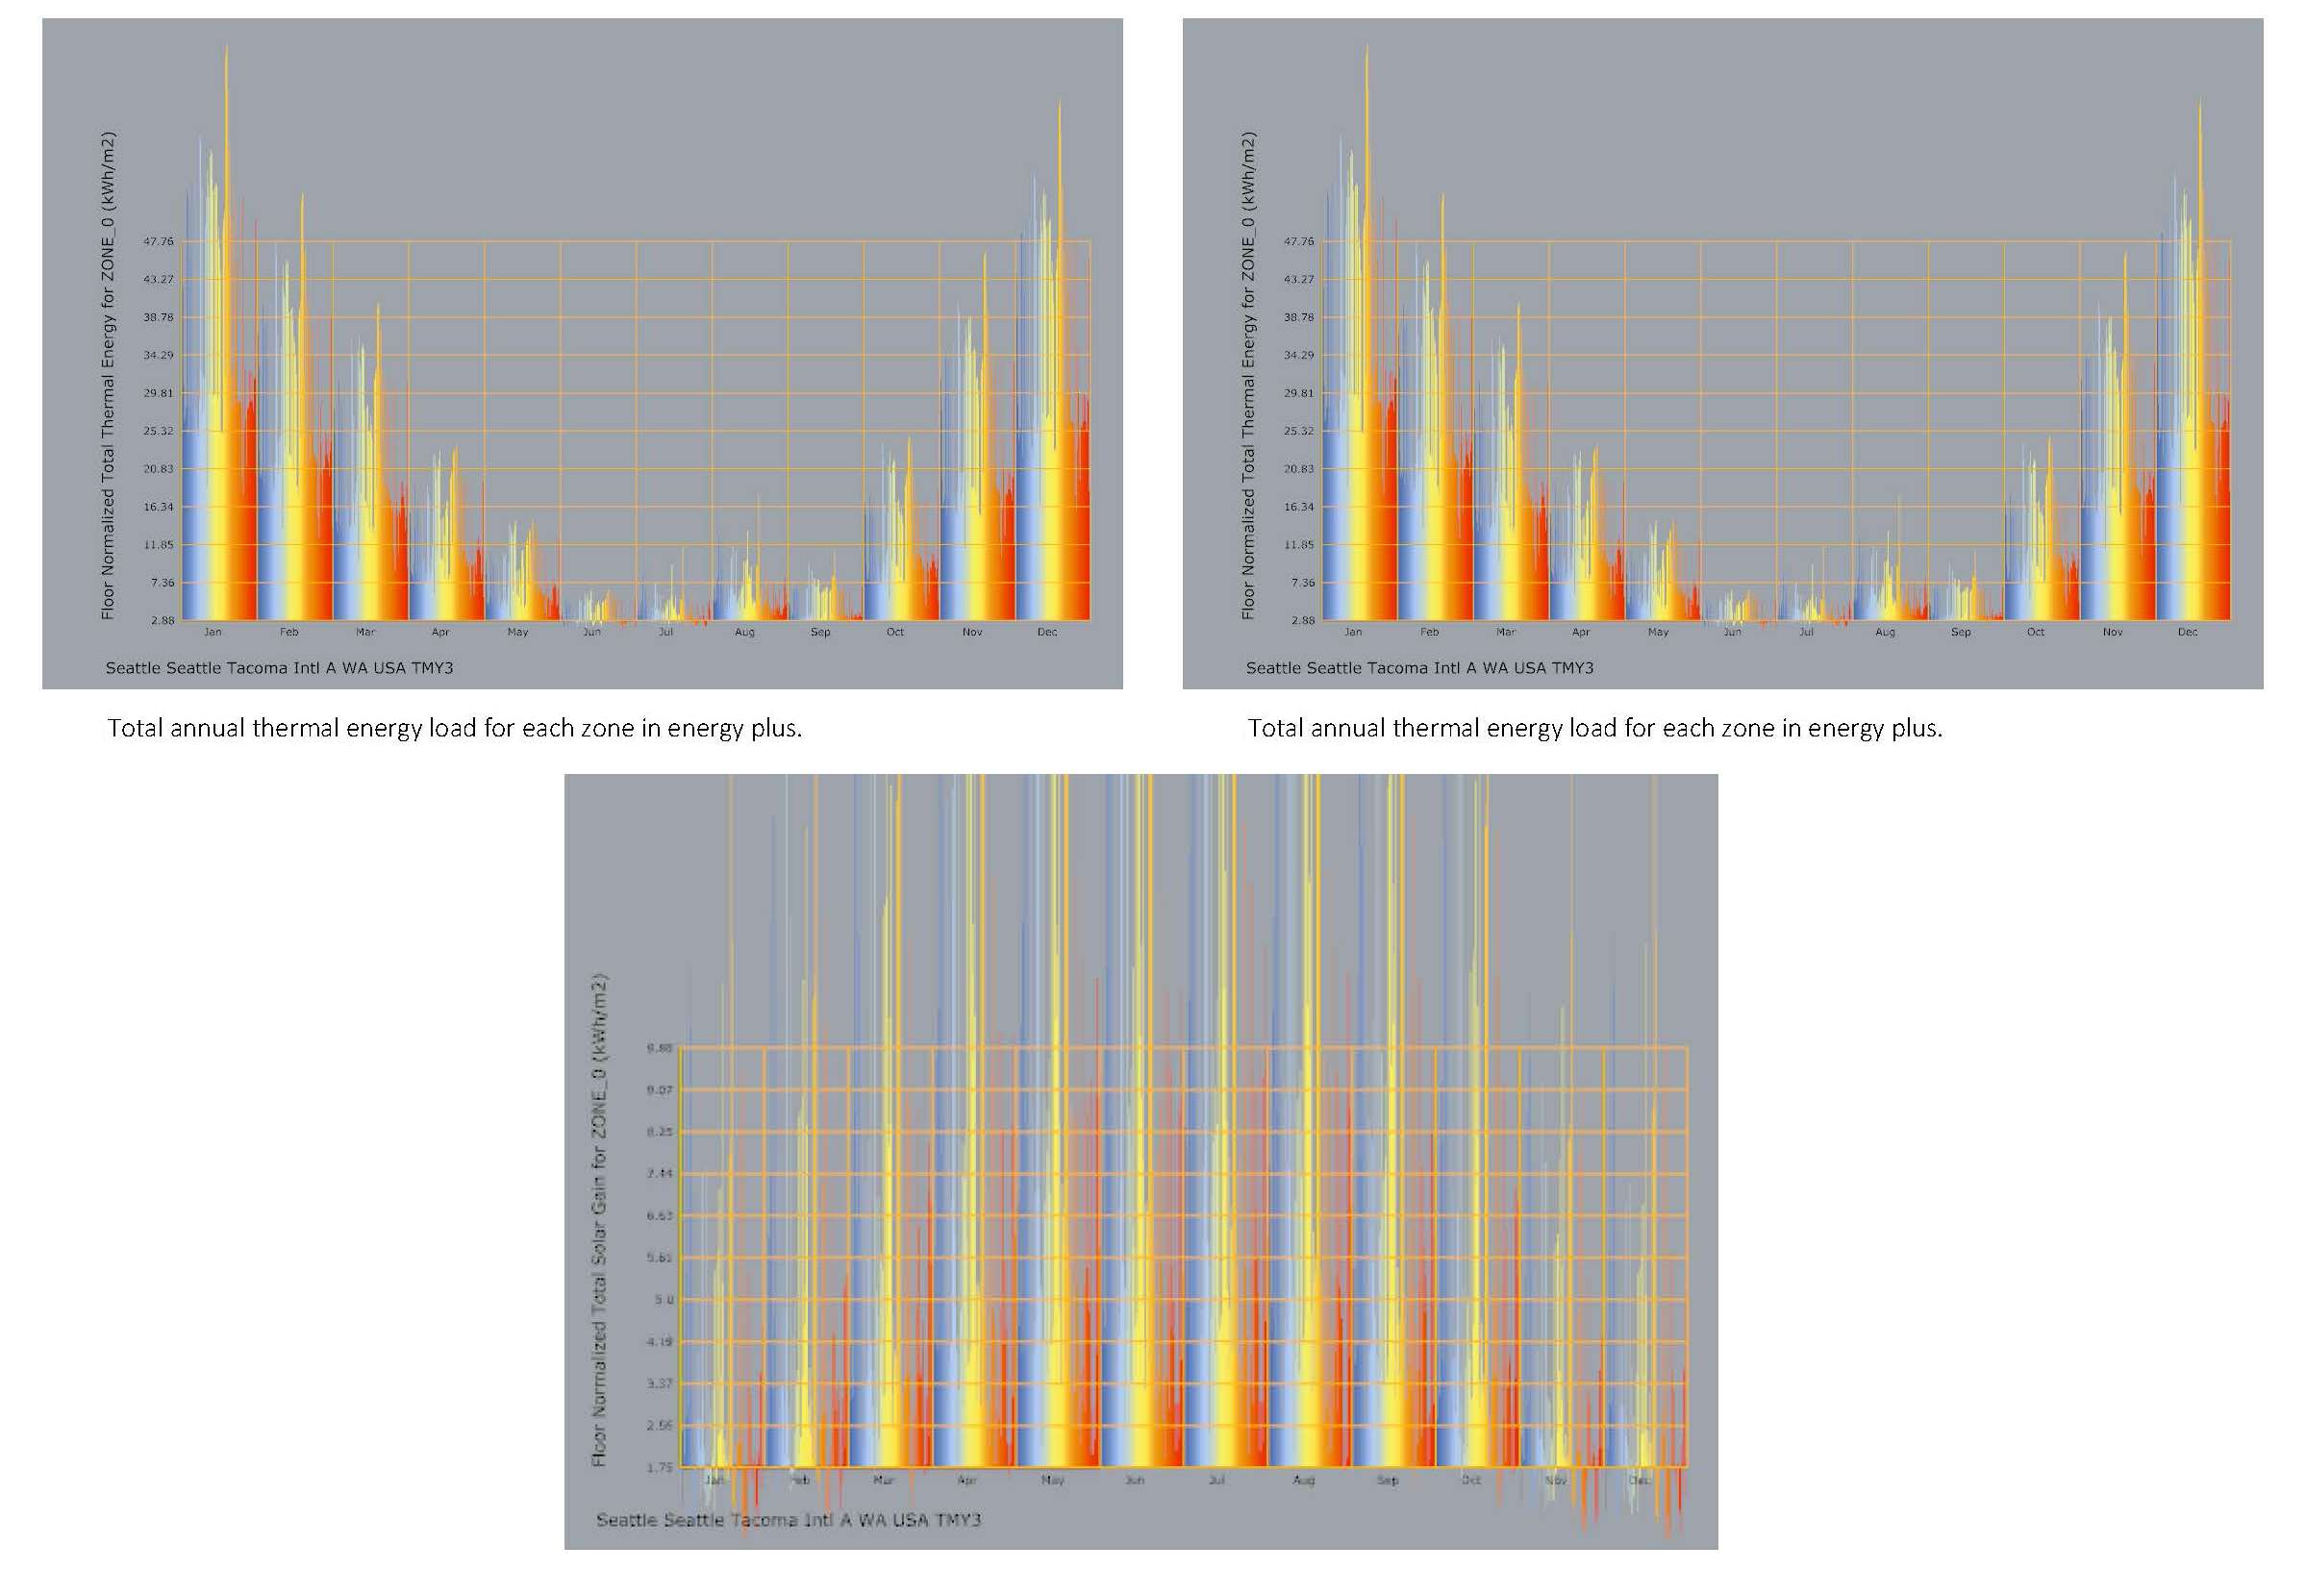 Floor Normalized Total Thermal Energy for ZONE_0 (kWh/m2)
47.76
43.27
38.78
34.29
29.81
25.32
20.83
16.34
11.85
7.36
2.88
Jan Feb Mar Apr May Jun Jul Aug Sep Oct Nov Dec
Seattle Seattle Tacoma Intl A WA USA TMY3
Total annual thermal energy load for each zone in energy plus.
Floor Normalized Total Thermal Energy for ZONE_0 (kWh/m2)
47.76
43.27
38.78
34.29
29.81
25.32
20.83
16.34
11.85
7.36
2.88
Jan Feb Mar Apr May Jun Jul Aug Sep Oct Nov Dec
Seattle Seattle Tacoma Intl A WA USA TMY3
Total annual thermal energy load for each zone in energy plus.
Floor Normalized Total Solar Gain for ZONE_0 (kWh/m2)
9.07
8.25
7.44
5.0
4.19
3.37
2.56
1.75
Jan Feb Mar Apr May Jun Jul Aug Sep Oct Nov Dec
Seattle Seattle Tacoma Intl A WA USA TMY3